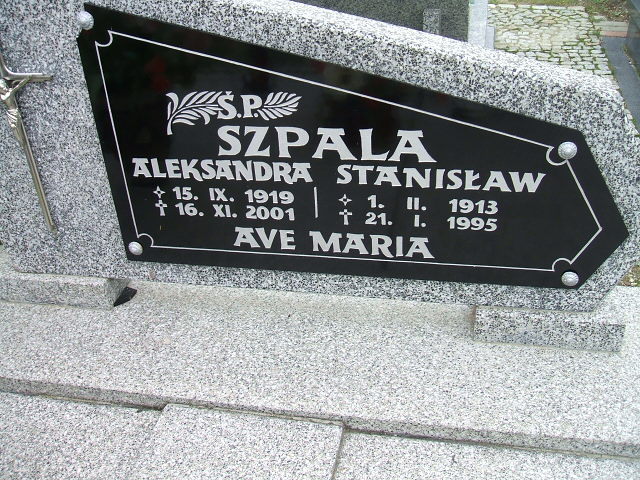 Ś.P.
SZPALA
ALEKSANDRA STANISŁAW
15. IX. 1919 1. II. 1913
16. XI. 2001 21. I. 1995
AVE MARIA